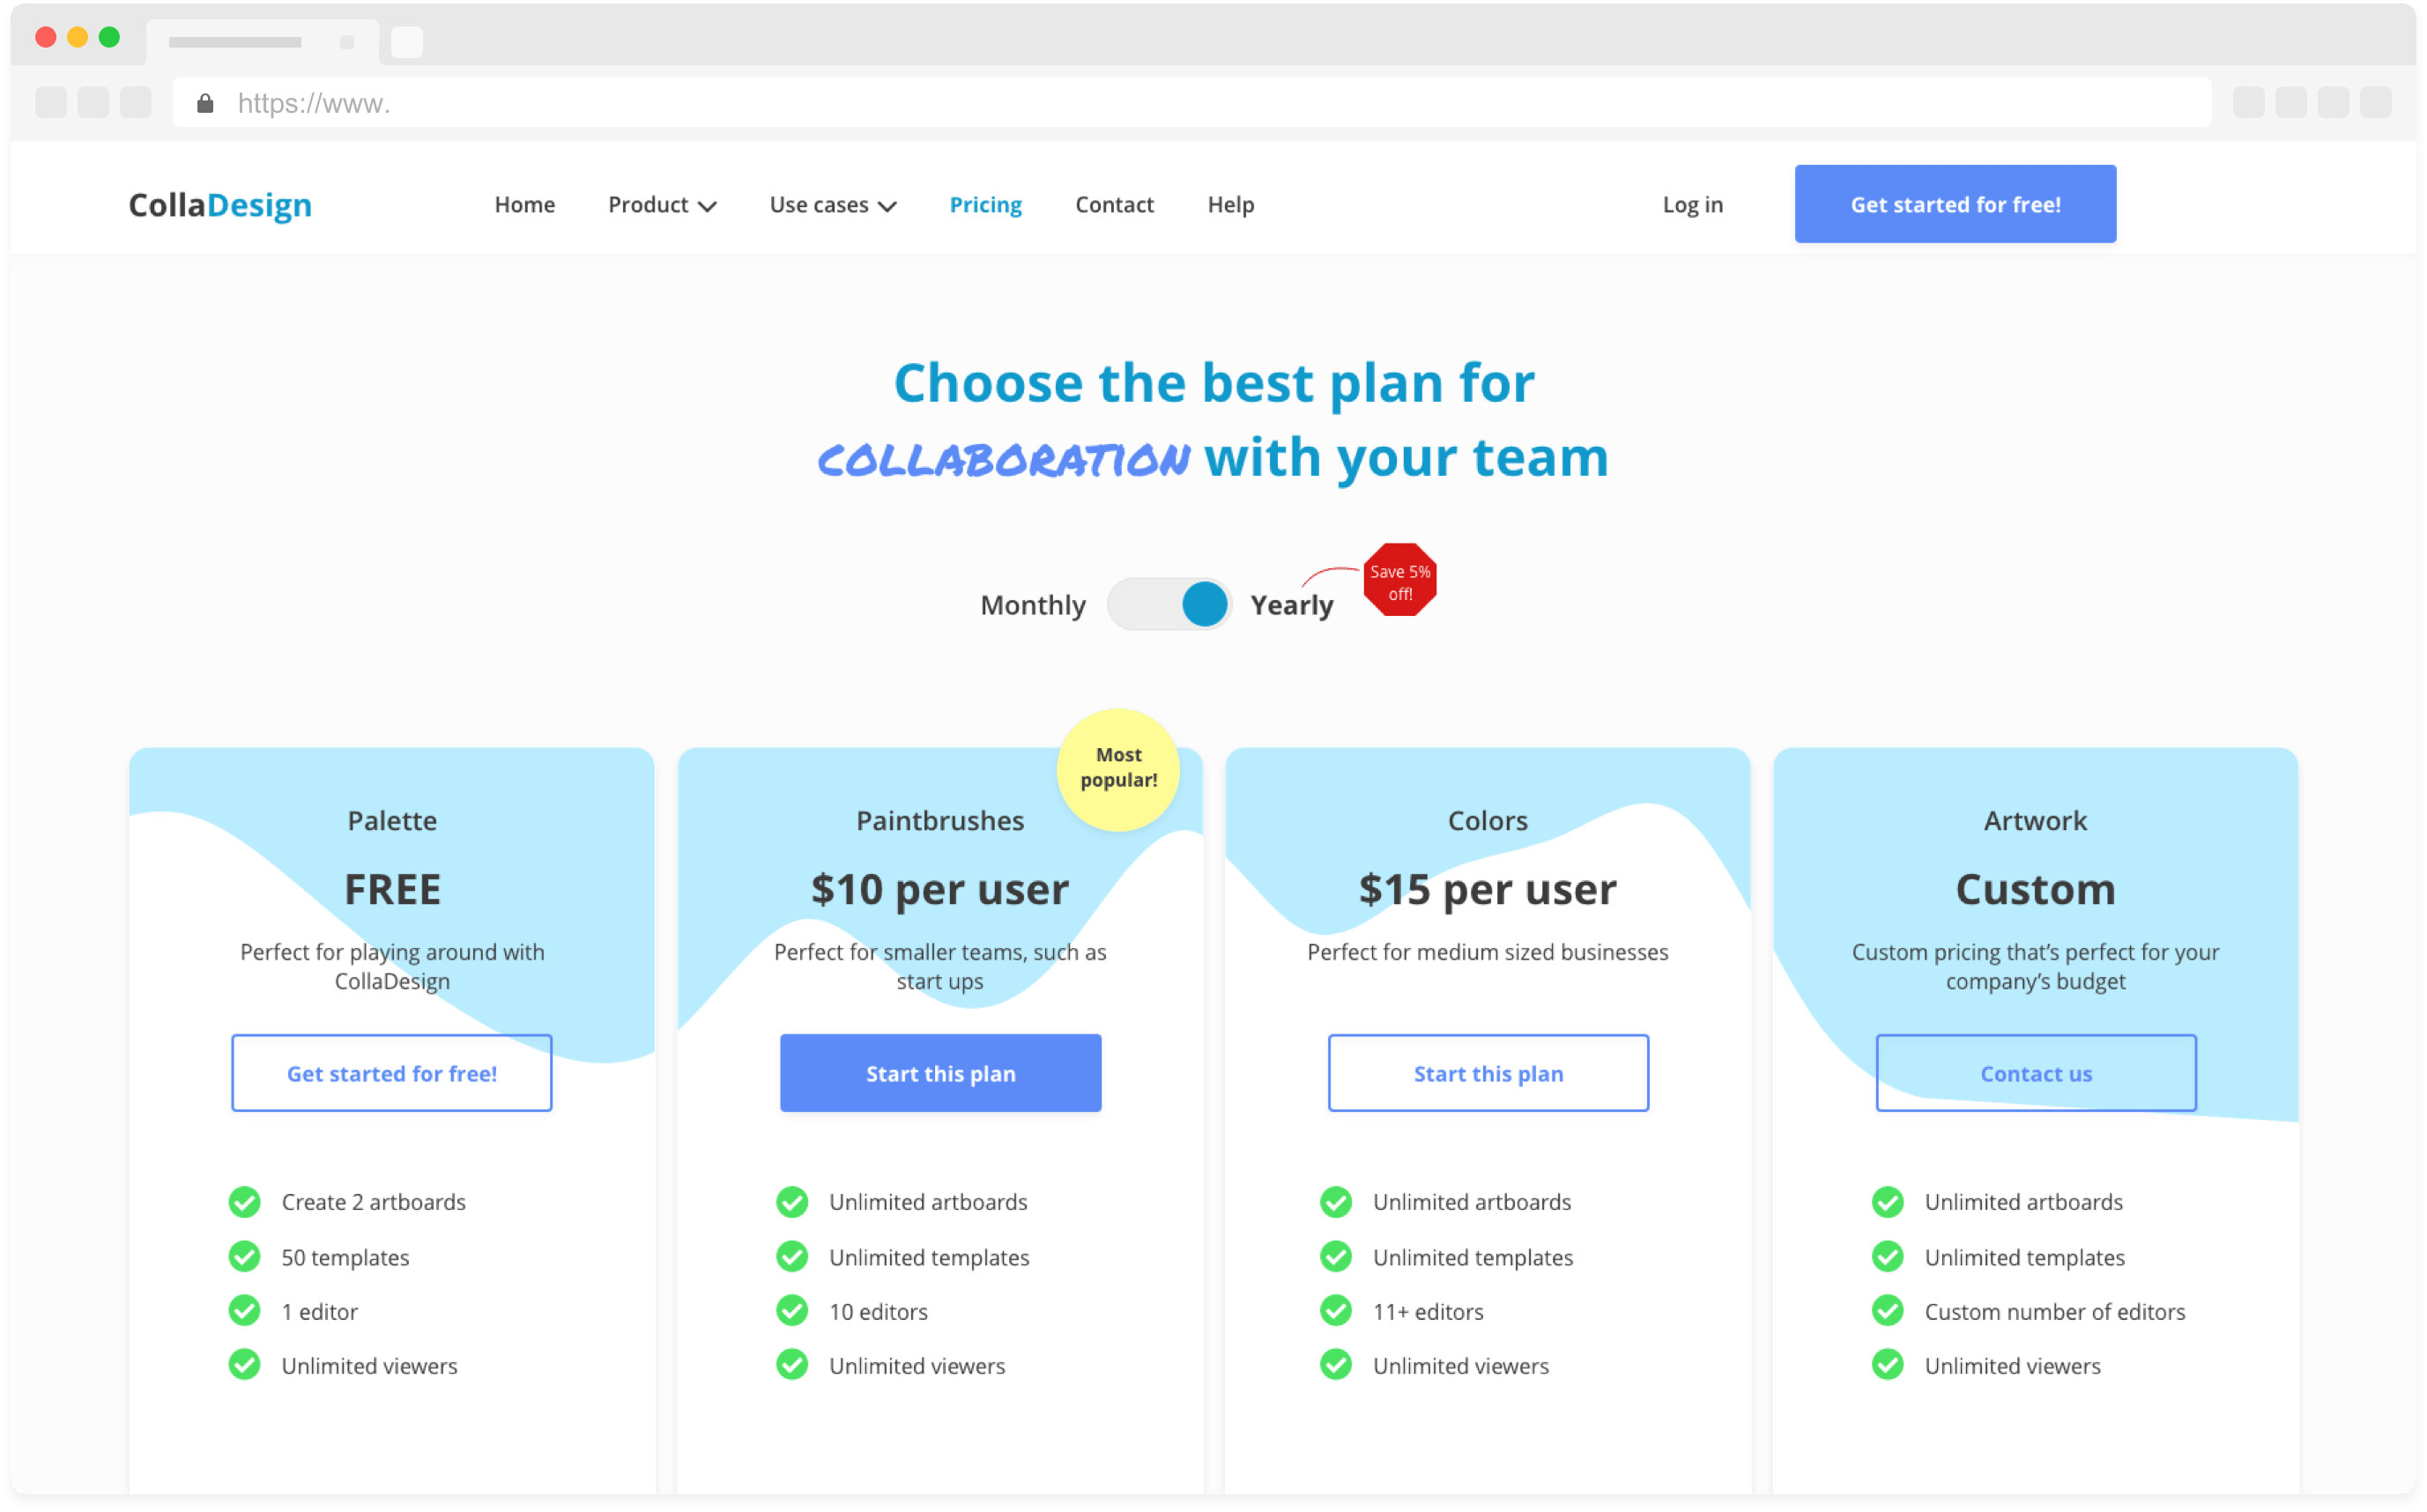 https://www.
CollaDesign
Home Product Use cases Pricing Contact Help Log in Get started for free!
Choose the best plan for
COLLABORATION with your team
Monthly Yearly
Save 5%
off!
Most
popular!
Palette
FREE
Perfect for playing around with
CollaDesign
Get started for free!
Create 2 artboards
50 templates
1 editor
Unlimited viewers
Paintbrushes
$10 per user
Perfect for smaller teams, such as
start ups
Start this plan
Unlimited artboards
Unlimited templates
10 editors
Unlimited viewers
Colors
$15 per user
Perfect for medium sized businesses
Start this plan
Unlimited artboards
Unlimited templates
11+ editors
Unlimited viewers
Artwork
Custom
Custom pricing that’s perfect for your
company’s budget
Contact us
Unlimited artboards
Unlimited templates
Custom number of editors
Unlimited viewers